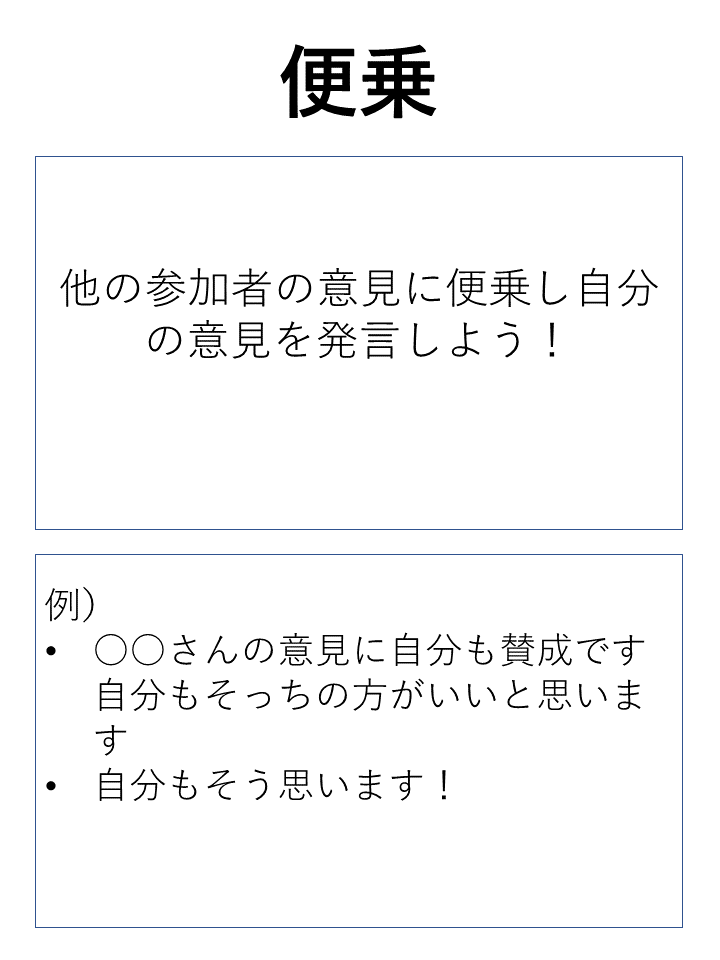 便乗
他の参加者の意見に便乗し自分
の意見を発言しよう！
例）
• 〇〇さんの意見に自分も賛成です
自分もそっちの方がいいと思いま
す
• 自分もそう思います！